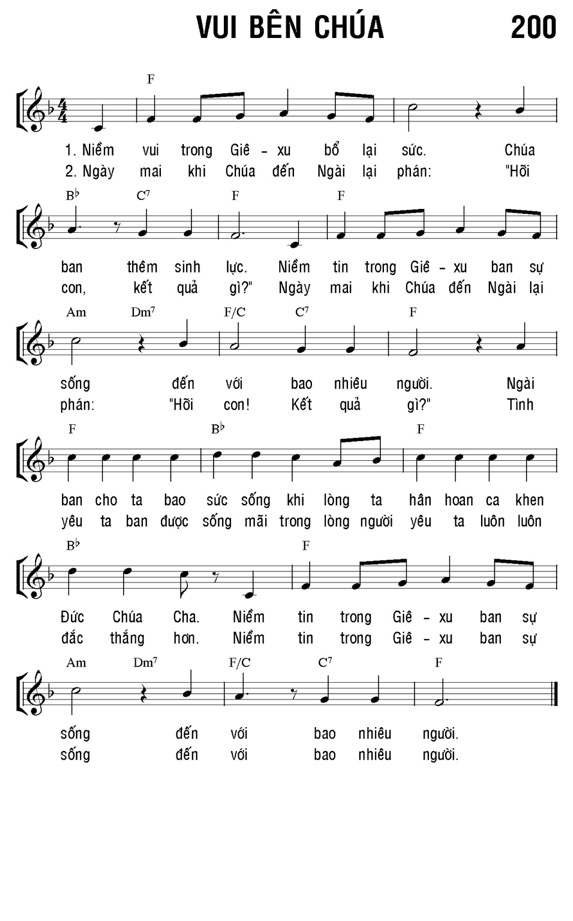 VUI BÊN CHÚA 200
F
1. Niềm vui trong Giê - xu bổ lại sức. Chúa
2. Ngày mai khi Chúa đến Ngài lại phán: "Hỡi
B♭ C7 F F
ban thêm sinh lực. Niềm tin trong Giê - xu ban sự
con, kết quả gì?" Ngày mai khi Chúa đến Ngài lại
Am Dm7 F/C C7 F
sống đến với bao nhiêu người. Ngài
phán: "Hỡi con! Kết quả gì?" Tình
F B♭ F
ban cho ta bao sức sống khi lòng ta hân hoan ca khen
yêu ta ban được sống mãi trong lòng người yêu ta luôn luôn
B♭ F
Đức Chúa Cha. Niềm tin trong Giê - xu ban sự
đắc thắng hơn. Niềm tin trong Giê - xu ban sự
Am Dm7 F/C C7 F
sống đến với bao nhiêu người.
sống đến với bao nhiêu người.